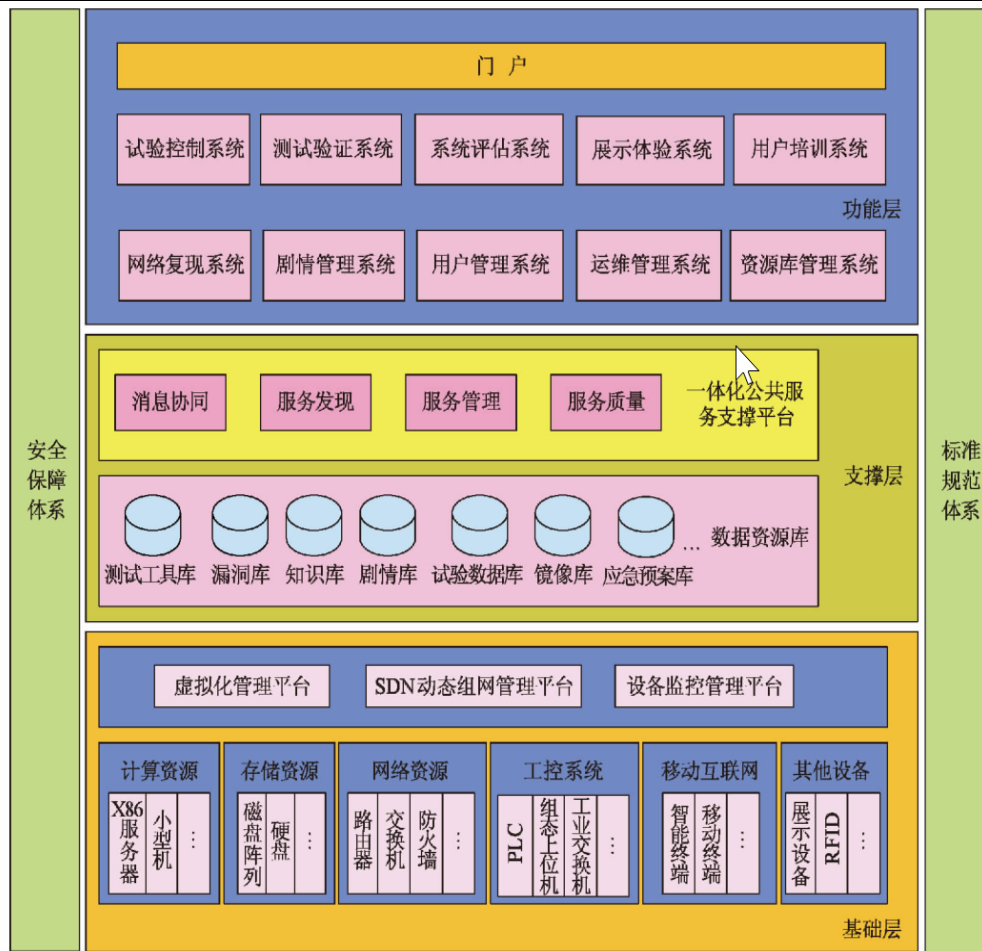 门户
试验控制系统
测试验证系统
系统评估系统
展示体验系统
用户培训系统
功能层
网络复现系统
剧情管理系统
用户管理系统
运维管理系统
资源库管理系统
安全
保障
体系
标准
规范
体系
消息协同
服务发现
服务管理
服务质量
一体化公共服
务支撑平台
支撑层
测试工具库
漏洞库
知识库
剧情库
试验数据库
镜像库
应急预案库
…
数据资源库
虚拟化管理平台
SDN动态组网管理平台
设备监控管理平台
计算资源
X86
服务器
小型机
…
存储资源
磁盘阵列
硬盘
…
网络资源
路由器
交换机
防火墙
…
工控系统
PLC
组态上位机
工业交换机
…
移动互联网
智能终端
移动终端
…
其他设备
展示设备
RFID
…
基础层